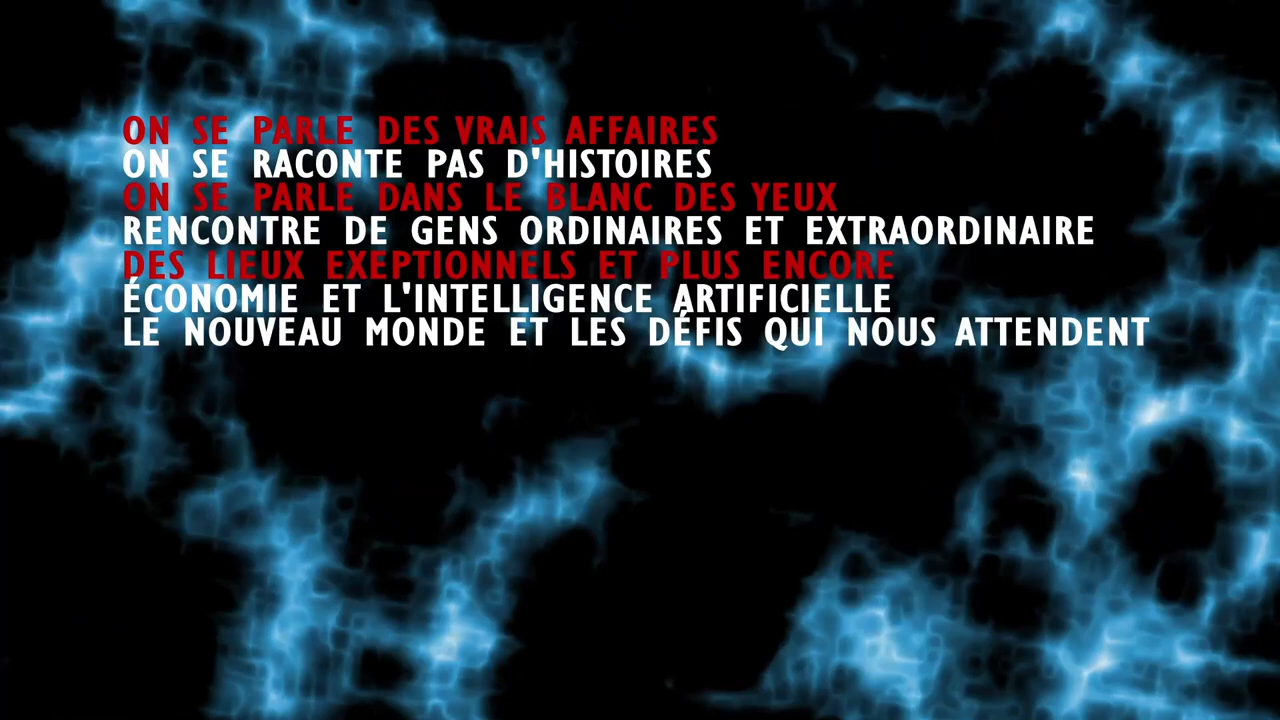 ON SE PARLE DES VRAIS AFFAIRES
ON SE RACONTE PAS D'HISTOIRES
ON SE PARLE DANS LE BLANC DES YEUX
RENCONTRE DE GENS ORDINAIRES ET EXTRAORDINAIRE
DES LIEUX EXEPTIONNELS ET PLUS ENCORE
ÉCONOMIE ET L'INTELLIGENCE ARTIFICIELLE
LE NOUVEAU MONDE ET LES DÉFIS QUI NOUS ATTENDENT